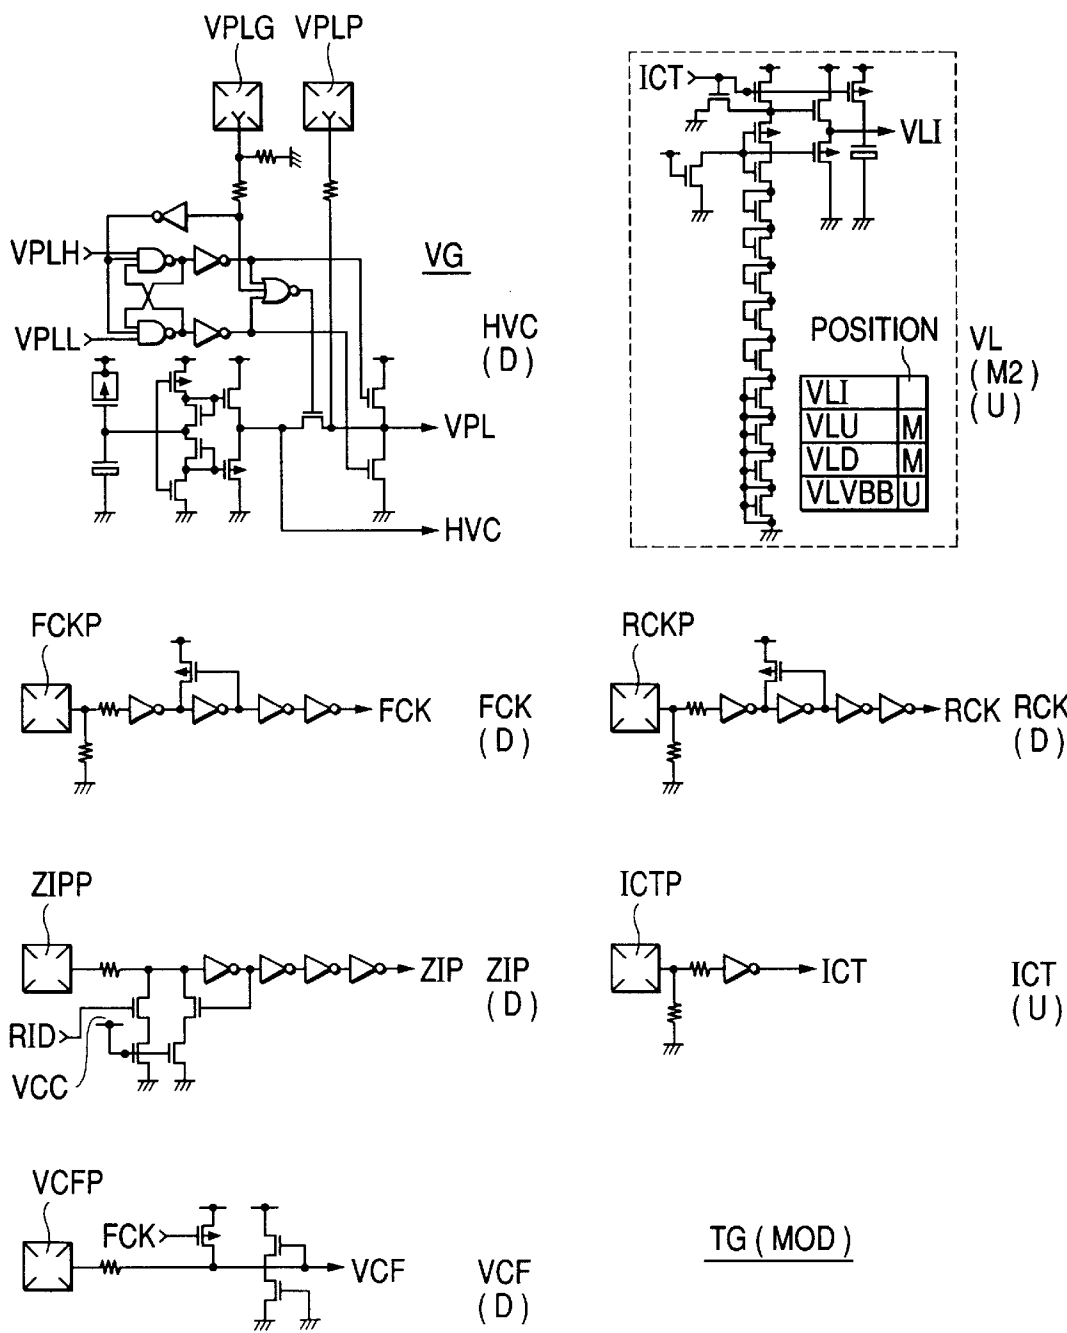 VPLG
VPLP
VPLH
VPLL
VG
HVC
(D)
VPL
HVC
ICT
VLI
POSITION
VLI
VLU M
VLD M
VLVBB U
VL
(M2)
(U)
FCKP
FCK
FCK
(D)
RCKP
RCK
RCK
(D)
ZIPP
RID
VCC
ZIP
ZIP
(D)
ICTP
ICT
ICT
(U)
VCFP
FCK
VCF
VCF
(D)
TG (MOD)